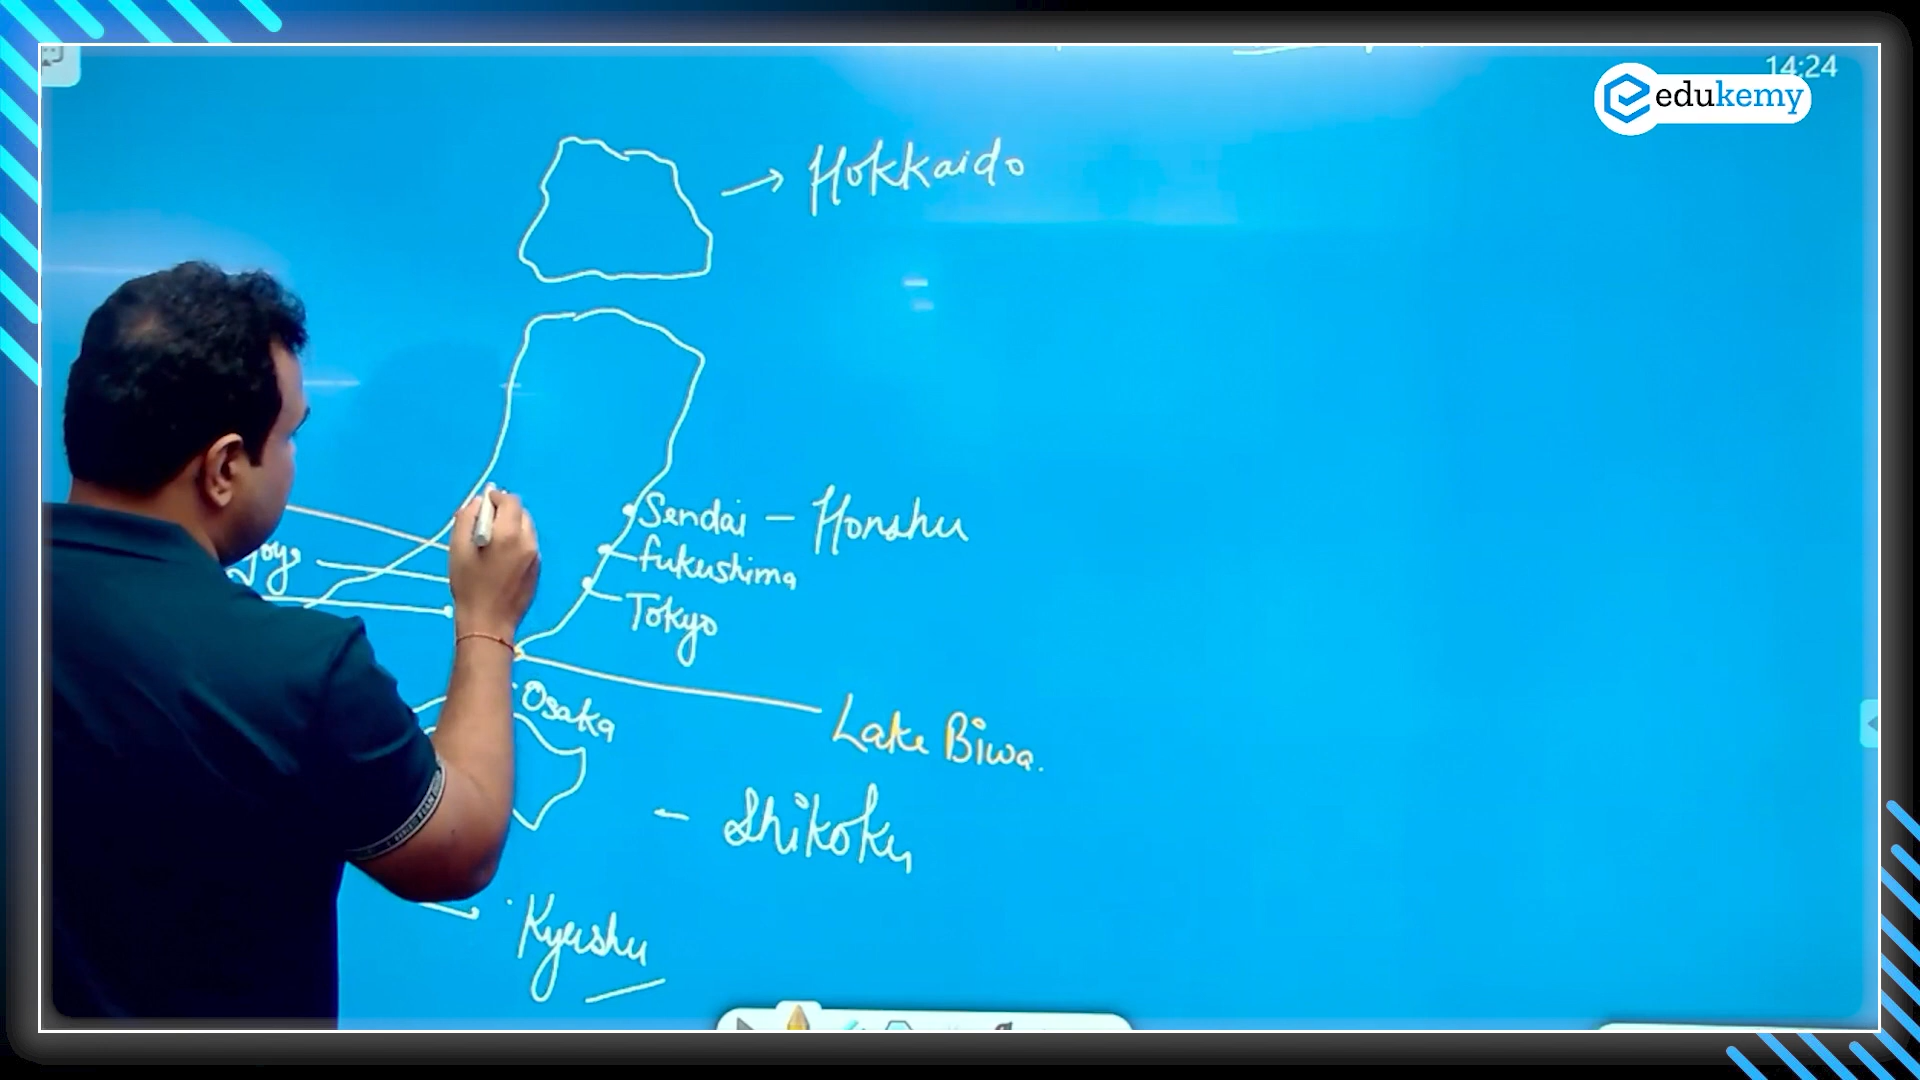 14:24
edukemy
Hokkaido
Sendai - Honshu
fukushima
Tokyo
Osaka
Lake Biwa.
Shikoku
Kyushu